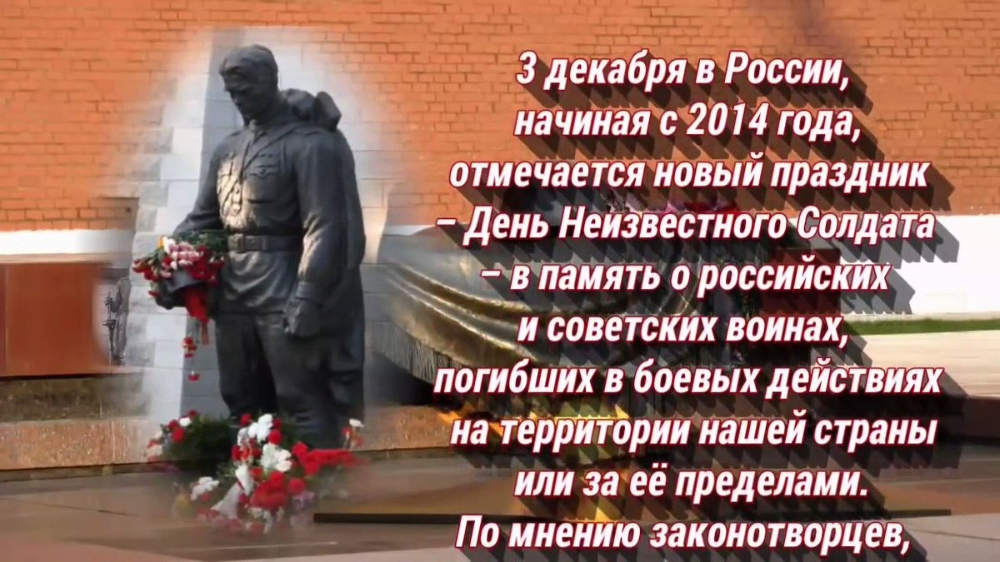 3 декабря в России,
начиная с 2014 года,
отмечается новый праздник
– День Неизвестного Солдата
– в память о российских
и советских воинах,
погибших в боевых действиях
на территории нашей страны
или за её пределами.
По мнению законотворцев,